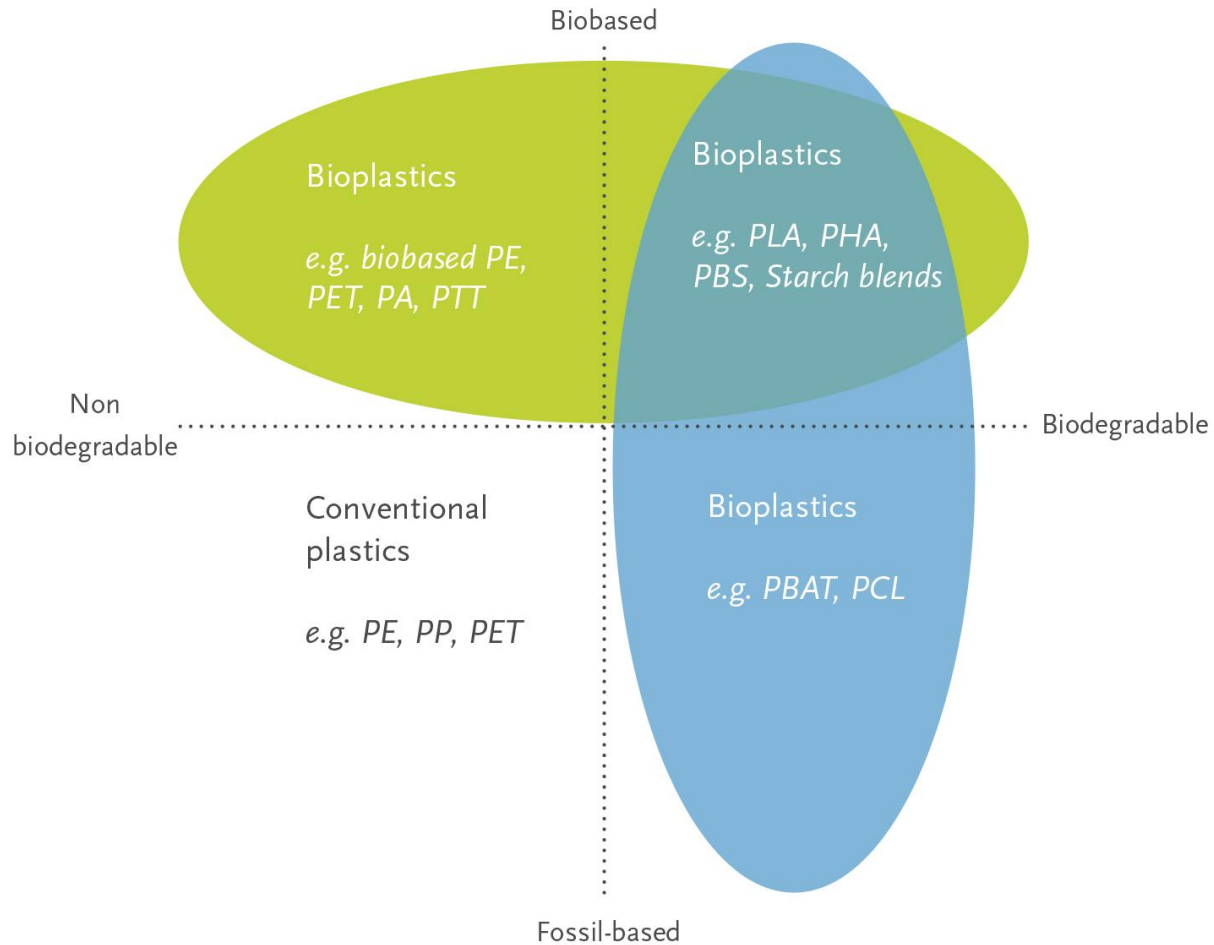 Biobased
Bioplastics
e.g. biobased PE,
PET, PA, PTT
Bioplastics
e.g. PLA, PHA,
PBS, Starch blends
Non
biodegradable
Biodegradable
Conventional
plastics
e.g. PE, PP, PET
Bioplastics
e.g. PBAT, PCL
Fossil-based